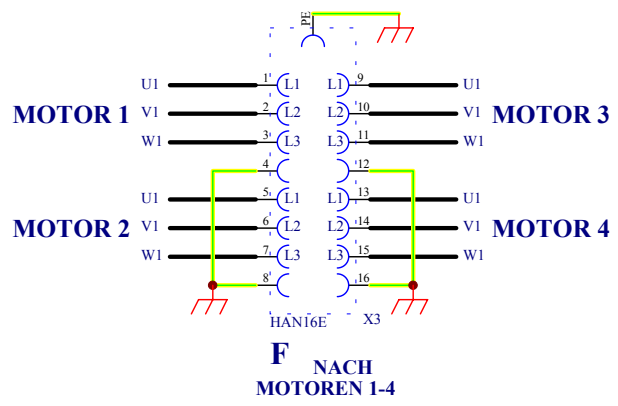 PE
U1 1 L1 L1 9 U1
MOTOR 1 V1 2 L2 L2 10 V1 MOTOR 3
W1 3 L3 L3 11 W1
4 12
U1 5 L1 L1 13 U1
MOTOR 2 V1 6 L2 L2 14 V1 MOTOR 4
W1 7 L3 L3 15 W1
8 16
HAN16E X3
F NACH
MOTOREN 1-4